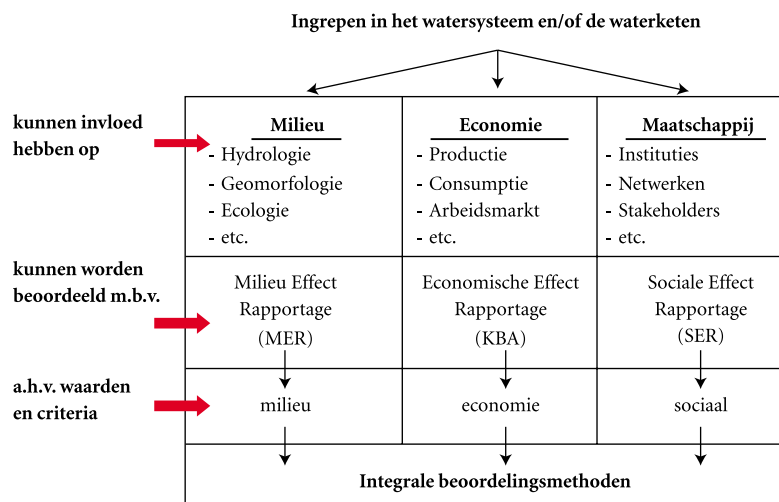 Ingrepen in het watersysteem en/of de waterketen
kunnen invloed
hebben op
Milieu
- Hydrologie
- Geomorfologie
- Ecologie
- etc.
Economie
- Productie
- Consumptie
- Arbeidsmarkt
- etc.
Maatschappij
- Instituties
- Netwerken
- Stakeholders
- etc.
kunnen worden
beoordeeld m.b.v.
Milieu Effect
Rapportage
(MER)
Economische Effect
Rapportage
(KBA)
Sociale Effect
Rapportage
(SER)
a.h.v. waarden
en criteria
milieu
economie
sociaal
Integrale beoordelingsmethoden